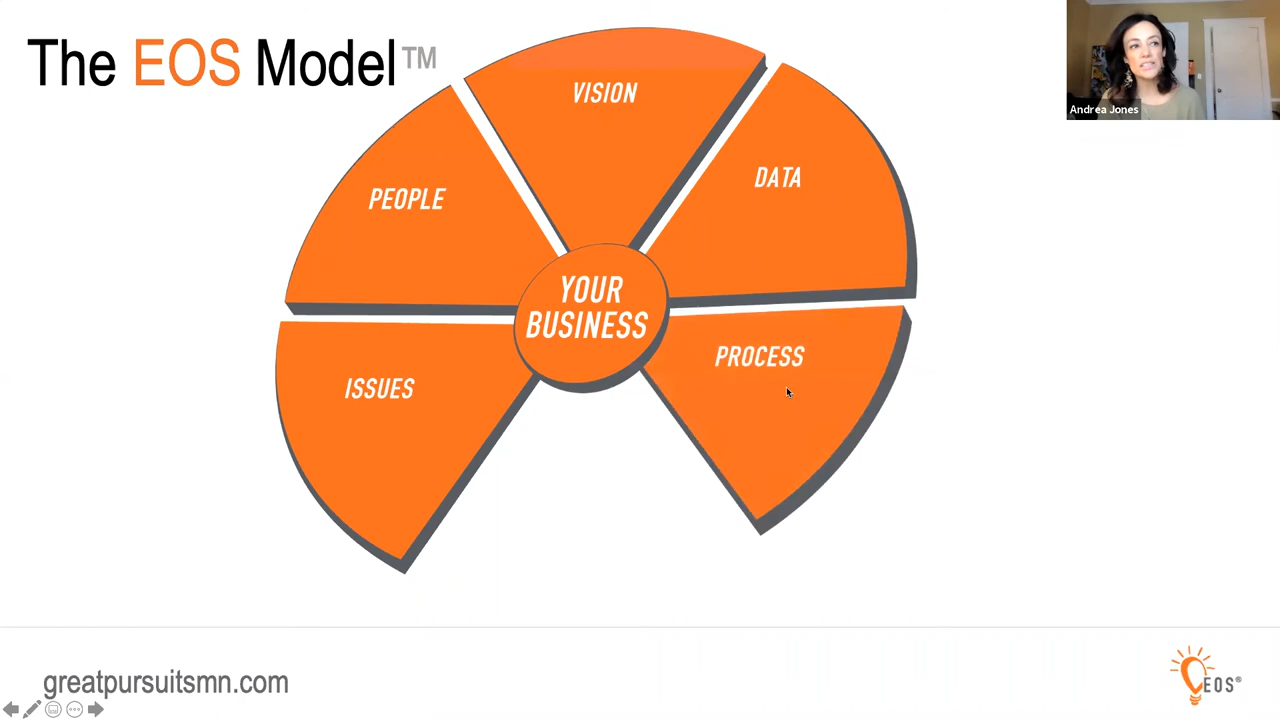 The EOS Model™
VISION
DATA
PEOPLE
YOUR
BUSINESS
PROCESS
ISSUES
Andrea Jones
greatpursuitsmn.com
EOS®